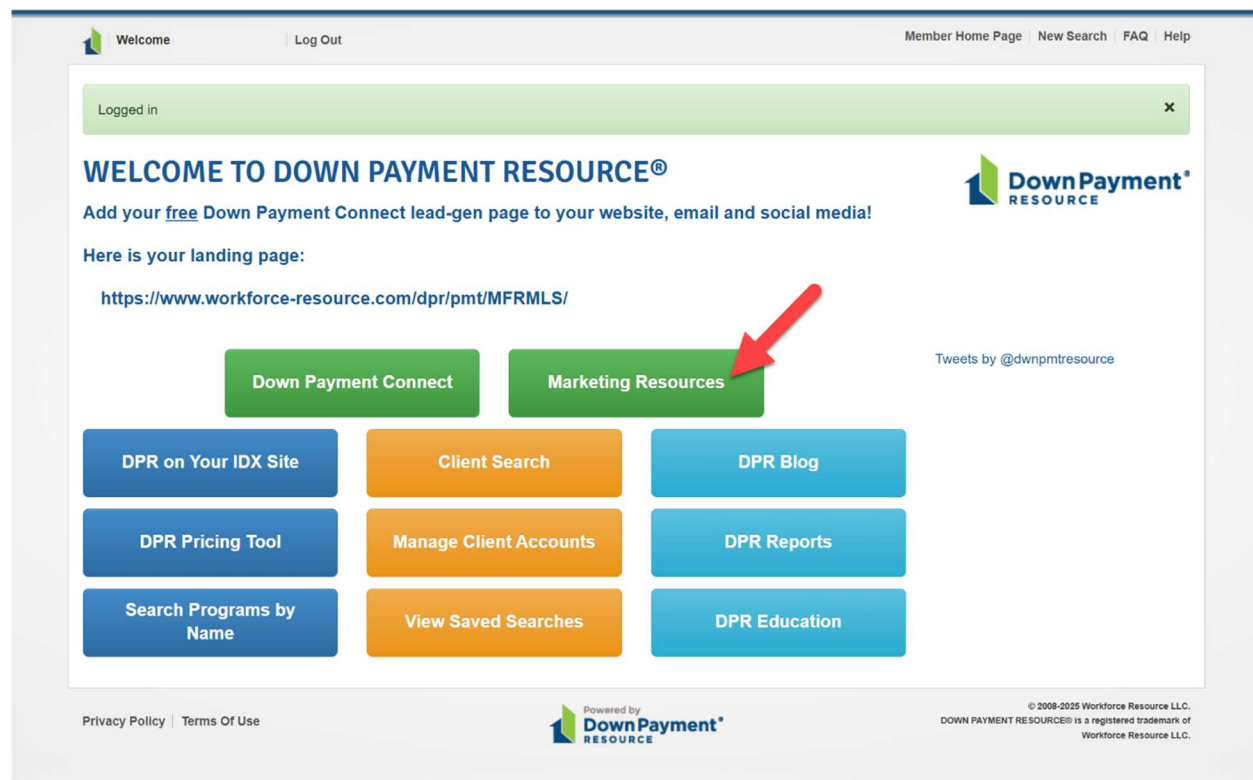 Welcome
Log Out
Member Home Page
New Search
FAQ
Help
Logged in
×
WELCOME TO DOWN PAYMENT RESOURCE®
Add your free Down Payment Connect lead-gen page to your website, email and social media!
Here is your landing page:
https://www.workforce-resource.com/dpr/pmt/MFRMLS/
DownPayment®
RESOURCE
Down Payment Connect
Marketing Resources
Tweets by @dwnpmtresource
DPR on Your IDX Site
Client Search
DPR Blog
DPR Pricing Tool
Manage Client Accounts
DPR Reports
Search Programs by
Name
View Saved Searches
DPR Education
Privacy Policy
Terms Of Use
Powered by
DownPayment®
RESOURCE
© 2008-2025 Workforce Resource LLC.
DOWN PAYMENT RESOURCE® is a registered trademark of
Workforce Resource LLC.